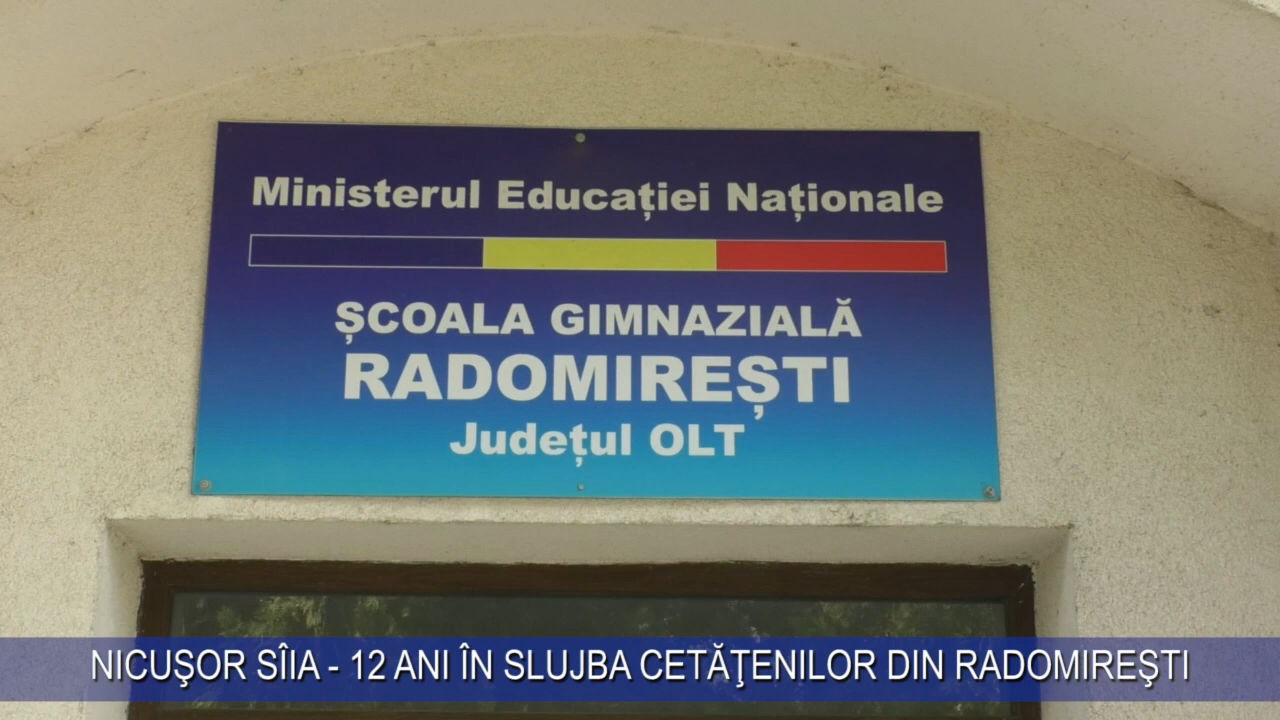 Ministerul Educației Naționale
ȘCOALA GIMNAZIALĂ
RADOMIREȘTI
Județul OLT
NICUŞOR SÎIA - 12 ANI ÎN SLUJBA CETĂŢENILOR DIN RADOMIREŞTI